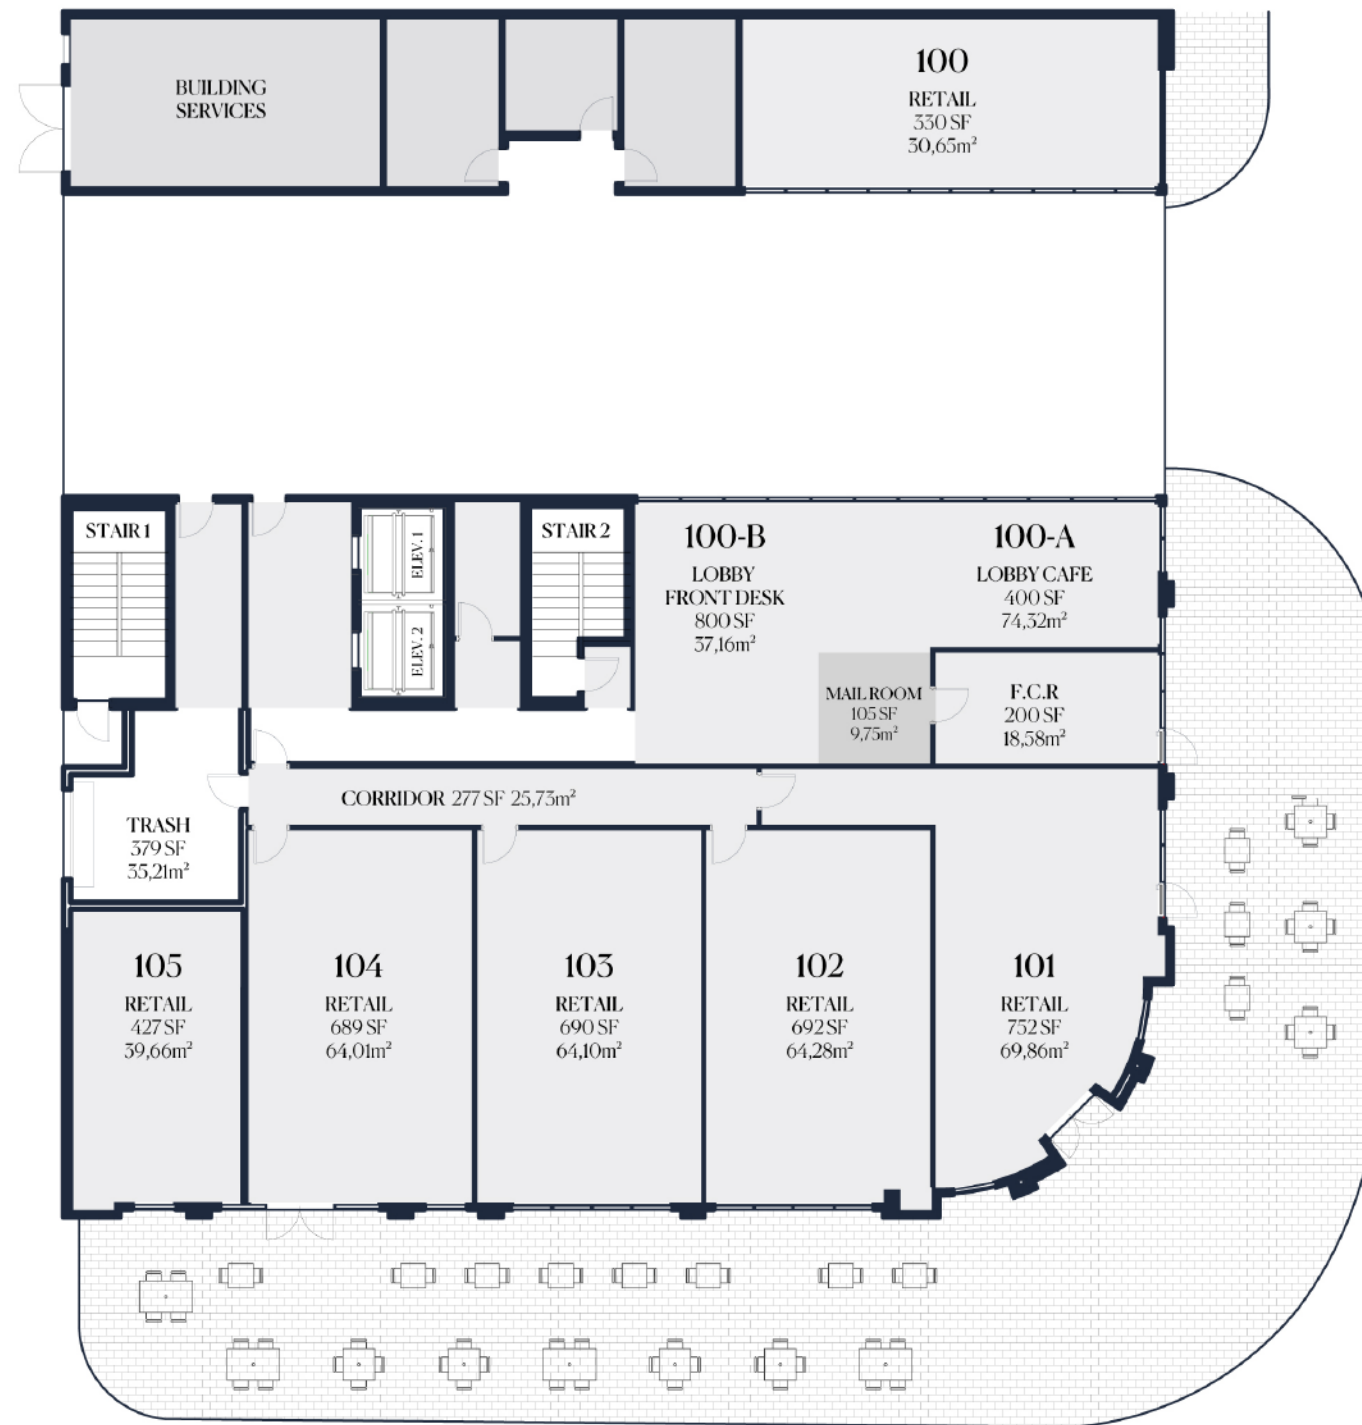 BUILDING
SERVICES
100
RETAIL
330 SF
30,65m²
STAIR 1
ELEV. 1
ELEV. 2
STAIR 2
100-B
LOBBY
FRONT DESK
800 SF
37,16m²
100-A
LOBBY CAFE
400 SF
74,32m²
MAIL ROOM
105 SF
9,75m²
F.C.R
200 SF
18,58m²
CORRIDOR 277 SF 25,73m²
TRASH
379 SF
35,21m²
105
RETAIL
427 SF
39,66m²
104
RETAIL
689 SF
64,01m²
103
RETAIL
690 SF
64,10m²
102
RETAIL
692 SF
64,28m²
101
RETAIL
752 SF
69,86m²